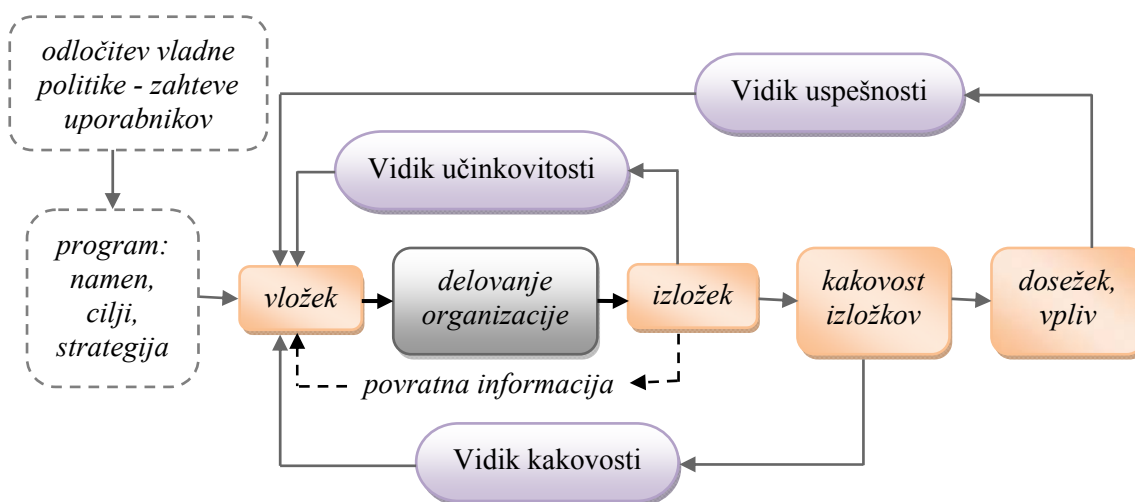 odločitev vladne
politike - zahteve
uporabnikov
Vidik uspešnosti
Vidik učinkovitosti
program:
namen,
cilji,
strategija
vložek
delovanje
organizacije
izložek
kakovost
izložkov
dosežek,
vpliv
povratna informacija
Vidik kakovosti